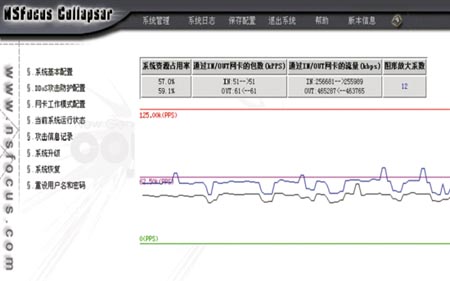 NSFocus Collapsar
系统管理 系统日志 保存配置 退出系统 帮助 版本信息
www.nsfocus.com
§.系统基本配置
§.DDoS攻击防护配置
§.网卡工作模式配置
§.当前系统运行状态
§.攻击信息记录
§.系统升级
§.系统恢复
§.重设用户名和密码
系统资源占用率 通过IN/OUT网卡的包数(kPPS) 通过IN/OUT网卡的流量(kbps) 图形放大系数
57.0% IN:51-->51 IN:256681-->255989 12
59.1% OUT:61<--61 OUT:465287<--463765
125.00k(PPS)
62.50k(PPS)
0(PPS)